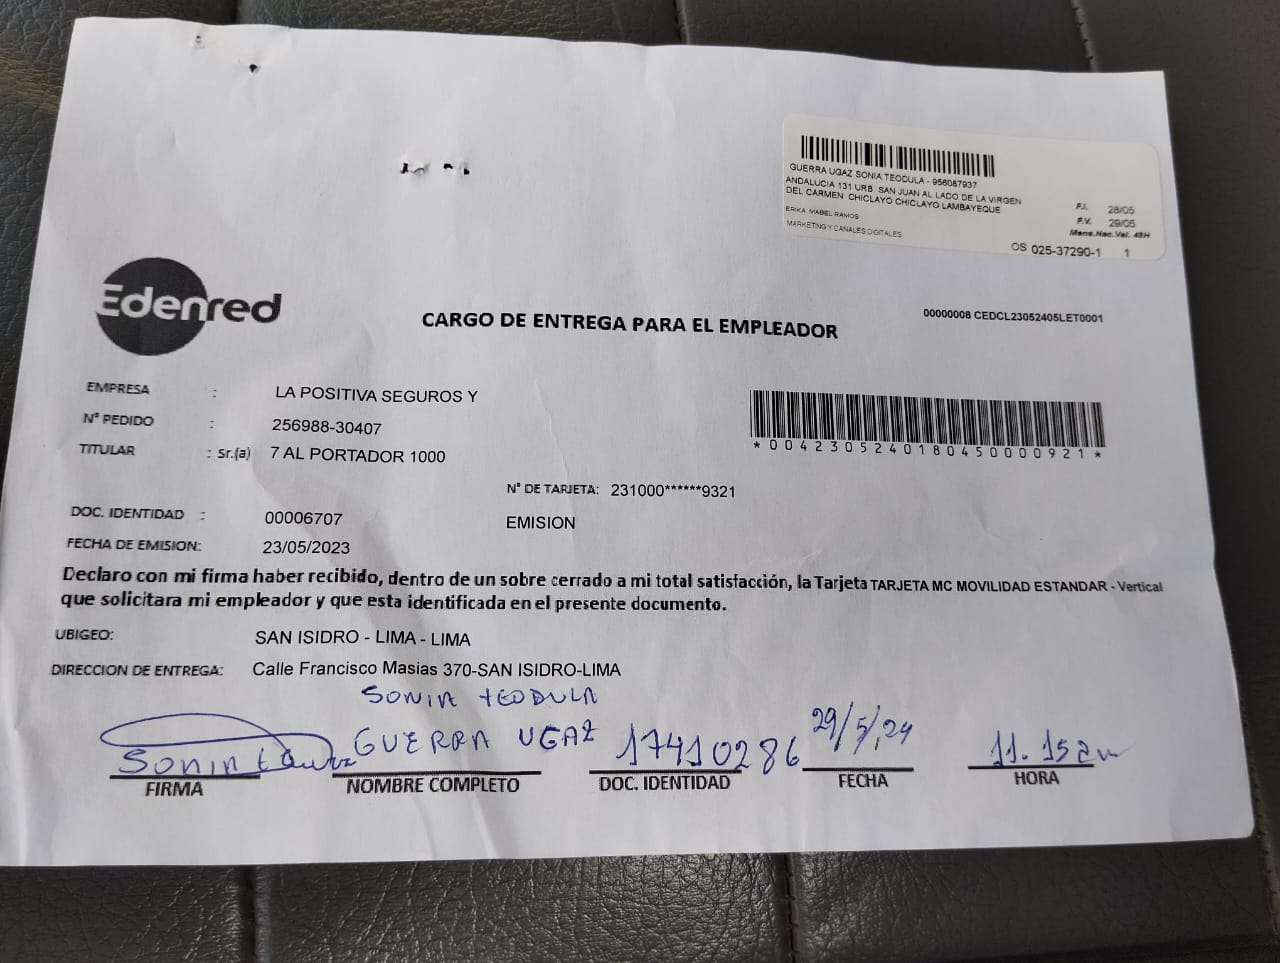 GUERRA UGAZ SONIA TEODULA - 956087937
ANDALUCIA 131 URB. SAN JUAN AL LADO DE LA VIRGEN
DEL CARMEN CHICLAYO CHICLAYO LAMBAYEQUE
ERIKA MABEL RAMOS
MARKETING Y CANALES DIGITALES
F.I. 28/05
F.V. 29/05
Mens.Nac.Val. 48H
OS 025-37290-1 1
Edenred
CARGO DE ENTREGA PARA EL EMPLEADOR
00000008 CEDCL23052405LET0001
EMPRESA : LA POSITIVA SEGUROS Y
N° PEDIDO : 256988-30407
TITULAR : Sr.(a) 7 AL PORTADOR 1000
*0042305240180450000921*
N° DE TARJETA: 231000******9321
DOC. IDENTIDAD : 00006707
EMISION
FECHA DE EMISION: 23/05/2023
Declaro con mi firma haber recibido, dentro de un sobre cerrado a mi total satisfacción, la Tarjeta TARJETA MC MOVILIDAD ESTANDAR - Vertical
que solicitara mi empleador y que esta identificada en el presente documento.
UBIGEO: SAN ISIDRO - LIMA - LIMA
DIRECCION DE ENTREGA: Calle Francisco Masias 370-SAN ISIDRO-LIMA
SONIA TEODULA
GUERRA UGAZ 17410286 29/5/24 11.15am
FIRMA NOMBRE COMPLETO DOC. IDENTIDAD FECHA HORA